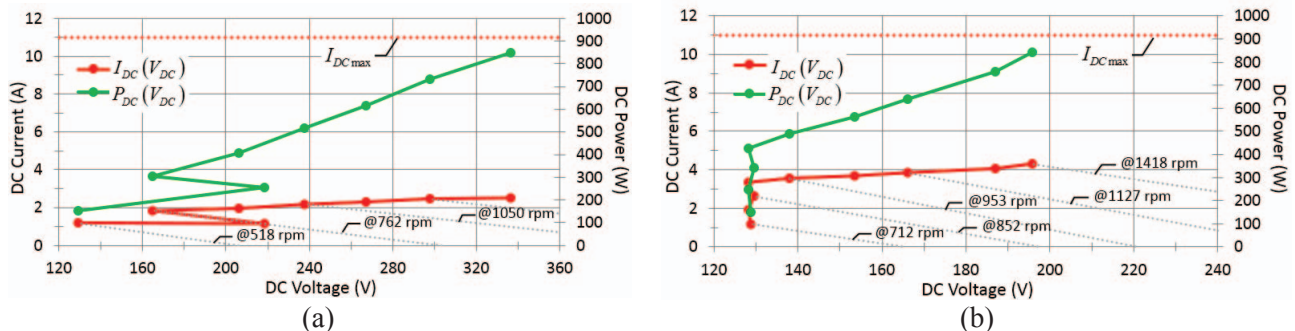 12
10
8
6
4
2
0
DC Current (A)
1000
900
800
700
600
500
400
300
200
100
0
DC Power (W)
I_DC max
I_DC(V_DC)
P_DC(V_DC)
@518 rpm
@762 rpm
@1050 rpm
120 160 200 240 280 320 360
DC Voltage (V)
(a)
12
10
8
6
4
2
0
DC Current (A)
1000
900
800
700
600
500
400
300
200
100
0
DC Power (W)
I_DC max
I_DC(V_DC)
P_DC(V_DC)
@1418 rpm
@1127 rpm
@953 rpm
@852 rpm
@712 rpm
120 140 160 180 200 220 240
DC Voltage (V)
(b)